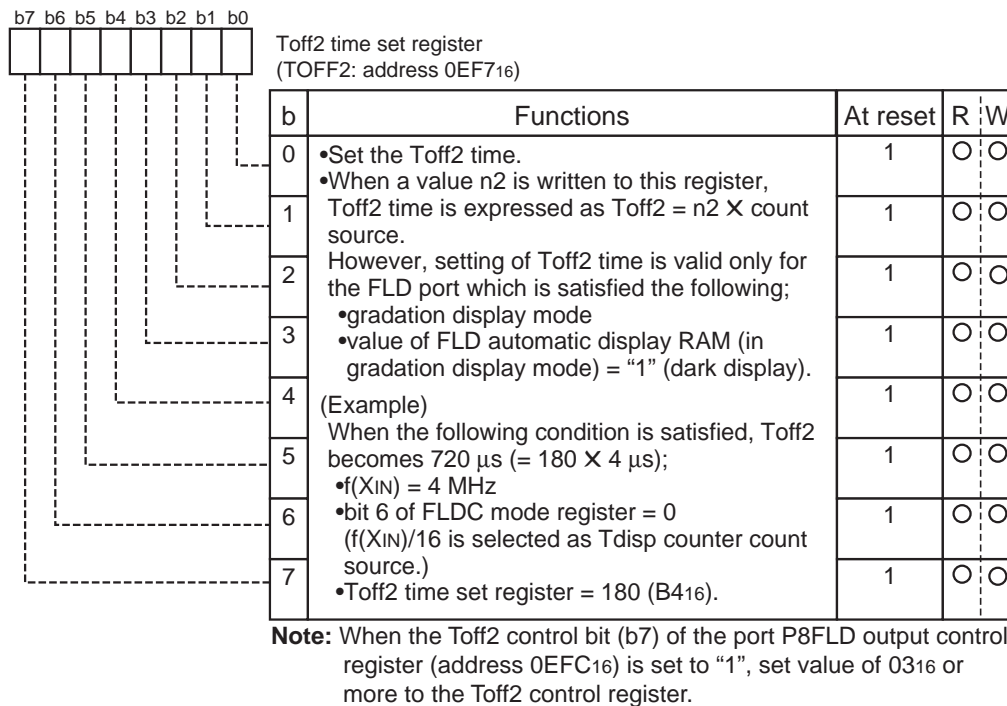 b7 b6 b5 b4 b3 b2 b1 b0
Toff2 time set register
(TOFF2: address 0EF716)
b Functions At reset R W
0 •Set the Toff2 time. 1 O O
•When a value n2 is written to this register,
1 Toff2 time is expressed as Toff2 = n2 X count 1 O O
source.
However, setting of Toff2 time is valid only for
2 the FLD port which is satisfied the following; 1 O O
•gradation display mode
3 •value of FLD automatic display RAM (in 1 O O
gradation display mode) = “1” (dark display).
4 (Example) 1 O O
When the following condition is satisfied, Toff2
5 becomes 720 μs (= 180 X 4 μs); 1 O O
•f(XIN) = 4 MHz
6 •bit 6 of FLDC mode register = 0 1 O O
(f(XIN)/16 is selected as Tdisp counter count
source.)
7 •Toff2 time set register = 180 (B416). 1 O O
Note: When the Toff2 control bit (b7) of the port P8FLD output control
register (address 0EFC16) is set to “1”, set value of 0316 or
more to the Toff2 control register.